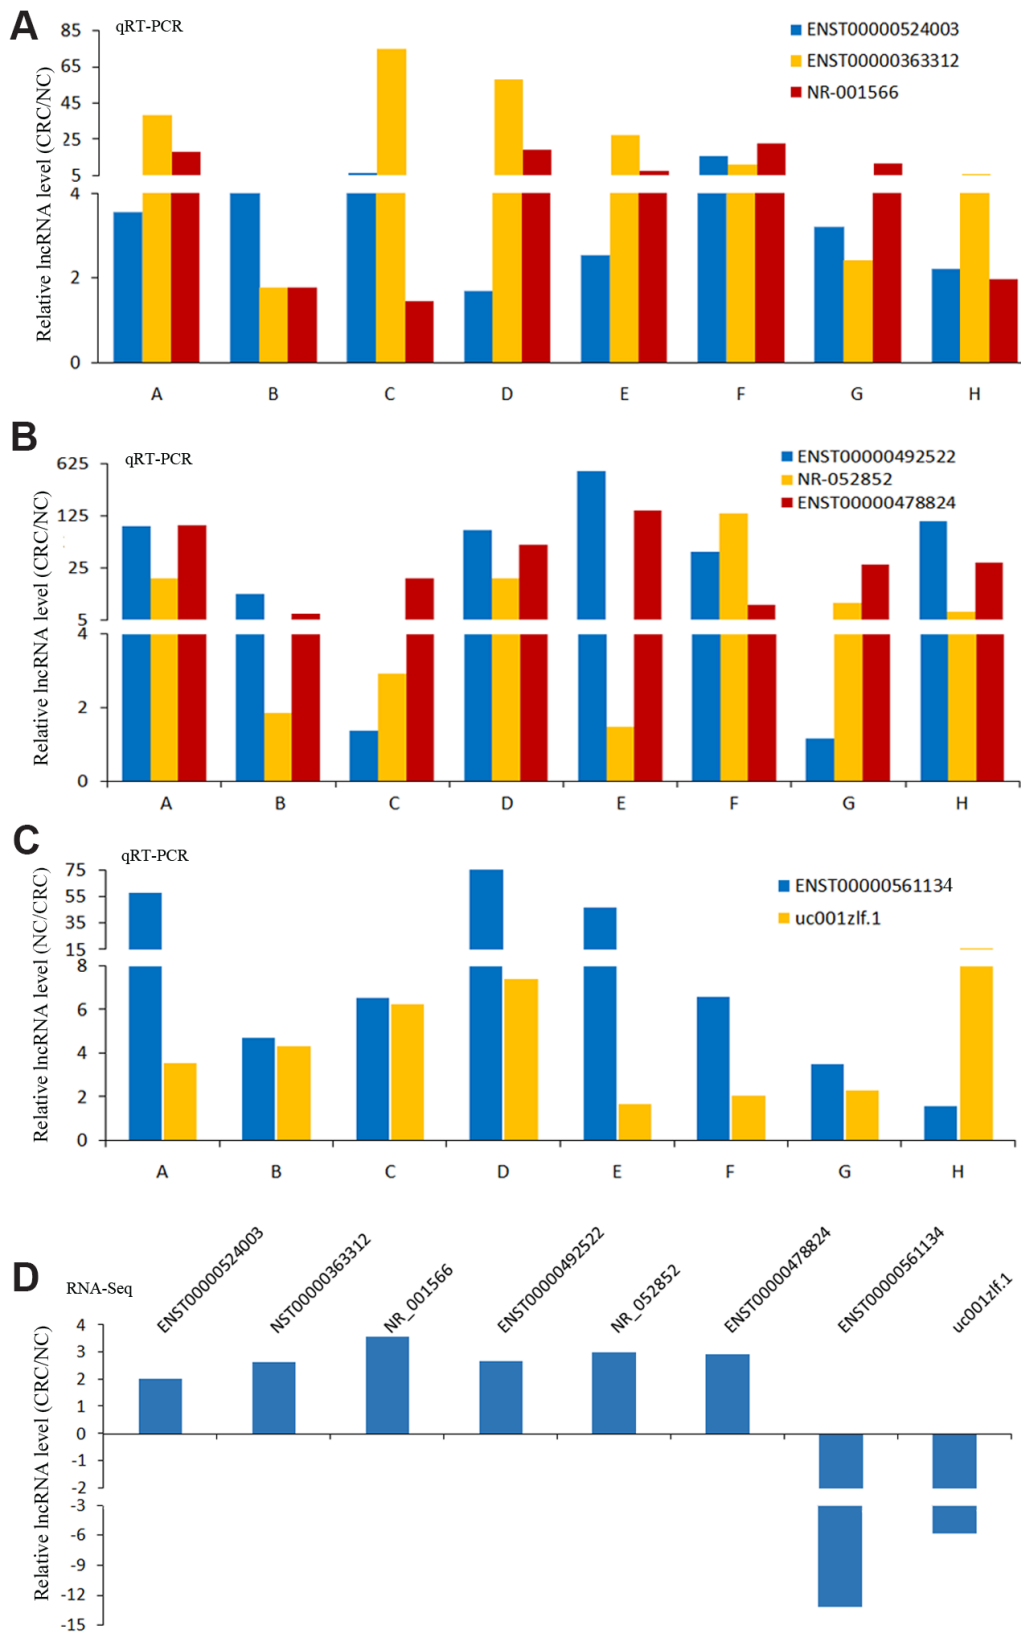 A
qRT-PCR
ENST00000524003
ENST00000363312
NR-001566
Relative lncRNA level (CRC/NC)
85
65
45
25
5
4
2
0
A B C D E F G H
B
qRT-PCR
ENST00000492522
NR-052852
ENST00000478824
Relative lncRNA level (CRC/NC)
625
125
25
5
4
2
0
A B C D E F G H
C
qRT-PCR
ENST00000561134
uc001zlf.1
Relative lncRNA level (NC/CRC)
75
55
35
15
8
6
4
2
0
A B C D E F G H
D
RNA-Seq
ENST00000524003
NST00000363312
NR_001566
ENST00000492522
NR_052852
ENST00000478824
ENST00000561134
uc001zlf.1
Relative lncRNA level (CRC/NC)
4
3
2
1
0
-1
-2
-3
-6
-9
-12
-15